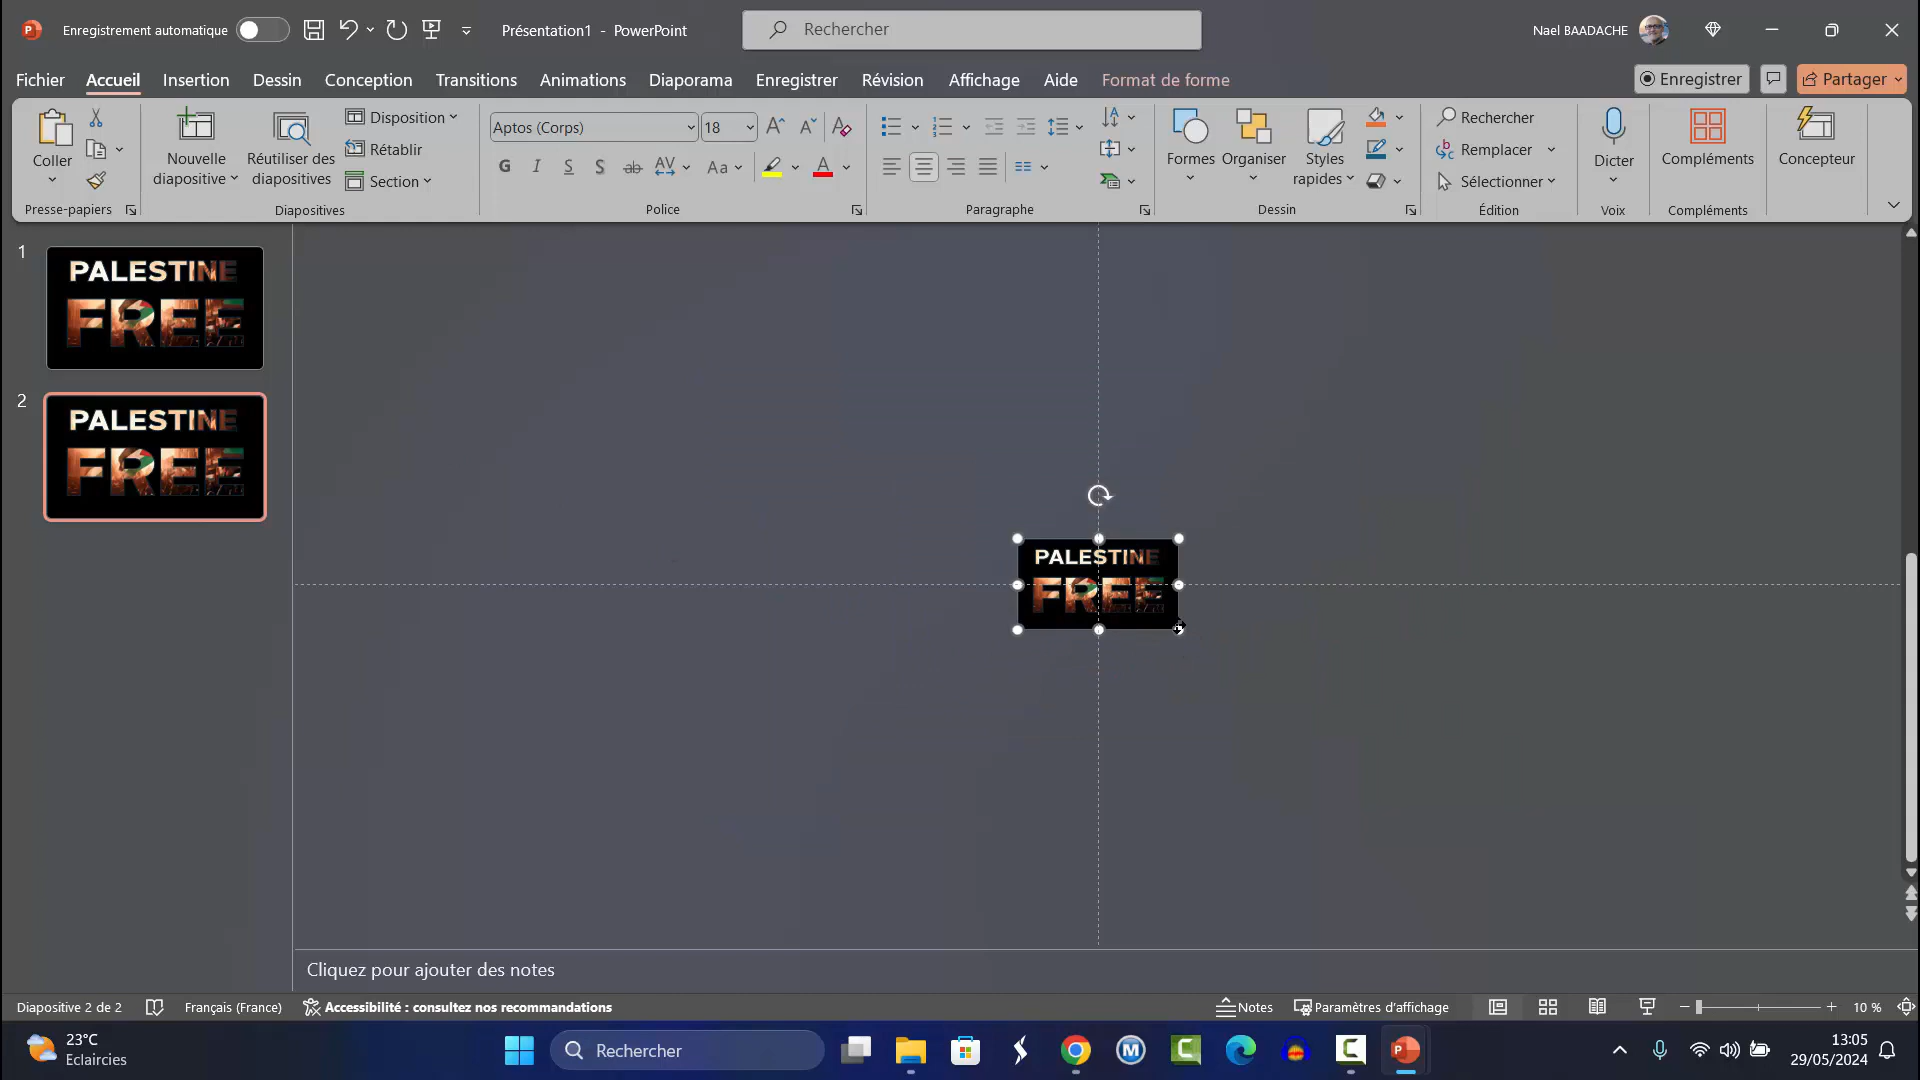 Enregistrement automatique
Présentation1 - PowerPoint
Rechercher
Nael BAADACHE
Fichier Accueil Insertion Dessin Conception Transitions Animations Diaporama Enregistrer Révision Affichage Aide Format de forme
Enregistrer
Partager
Coller
Nouvelle diapositive
Réutiliser des diapositives
Disposition
Rétablir
Section
Aptos (Corps)
18
G I S S ab AV Aa A
Formes
Organiser
Styles rapides
Rechercher
Remplacer
Sélectionner
Dicter
Compléments
Concepteur
Presse-papiers
Diapositives
Police
Paragraphe
Dessin
Édition
Voix
Compléments
1
PALESTINE
FREE
2
PALESTINE
FREE
PALESTINE
FREE
Cliquez pour ajouter des notes
Diapositive 2 de 2
Français (France)
Accessibilité : consultez nos recommandations
Notes
Paramètres d'affichage
10 %
23°C
Eclaircies
Rechercher
13:05
29/05/2024